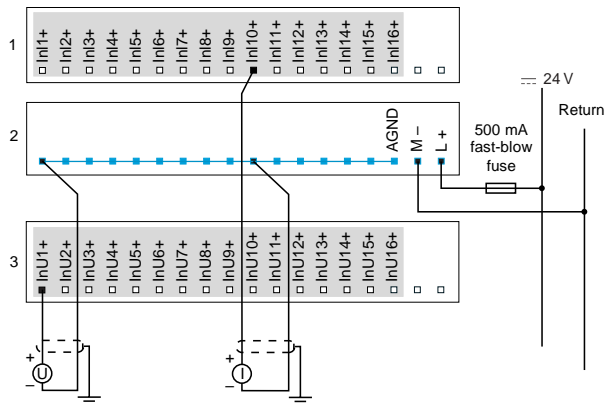 1
InI1+ InI2+ InI3+ InI4+ InI5+ InI6+ InI7+ InI8+ InI9+ InI10+ InI11+ InI12+ InI13+ InI14+ InI15+ InI16+
24 V
Return
2
AGND M – L +
500 mA
fast-blow
fuse
3
InU1+ InU2+ InU3+ InU4+ InU5+ InU6+ InU7+ InU8+ InU9+ InU10+ InU11+ InU12+ InU13+ InU14+ InU15+ InU16+
+ +
U I
– –